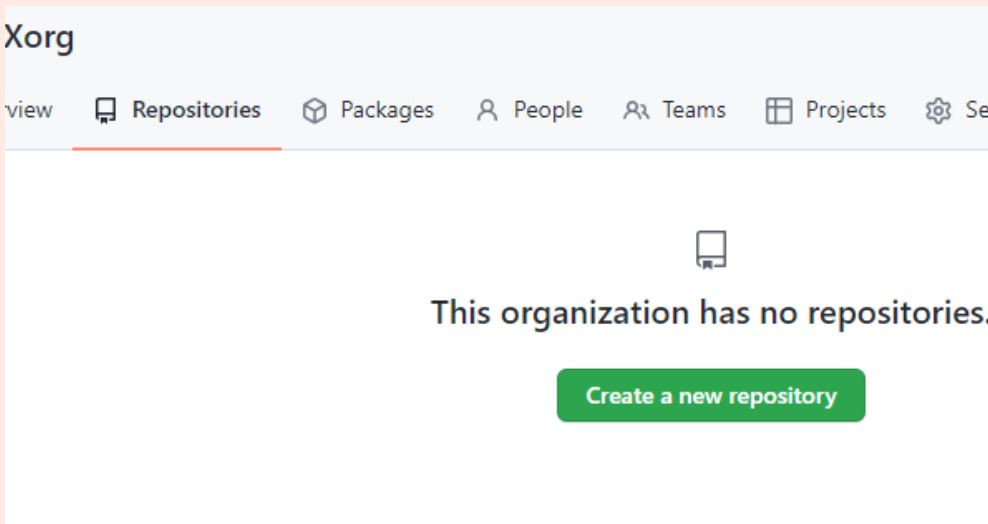 Xorg
rview Repositories Packages People Teams Projects Se
This organization has no repositories.
Create a new repository